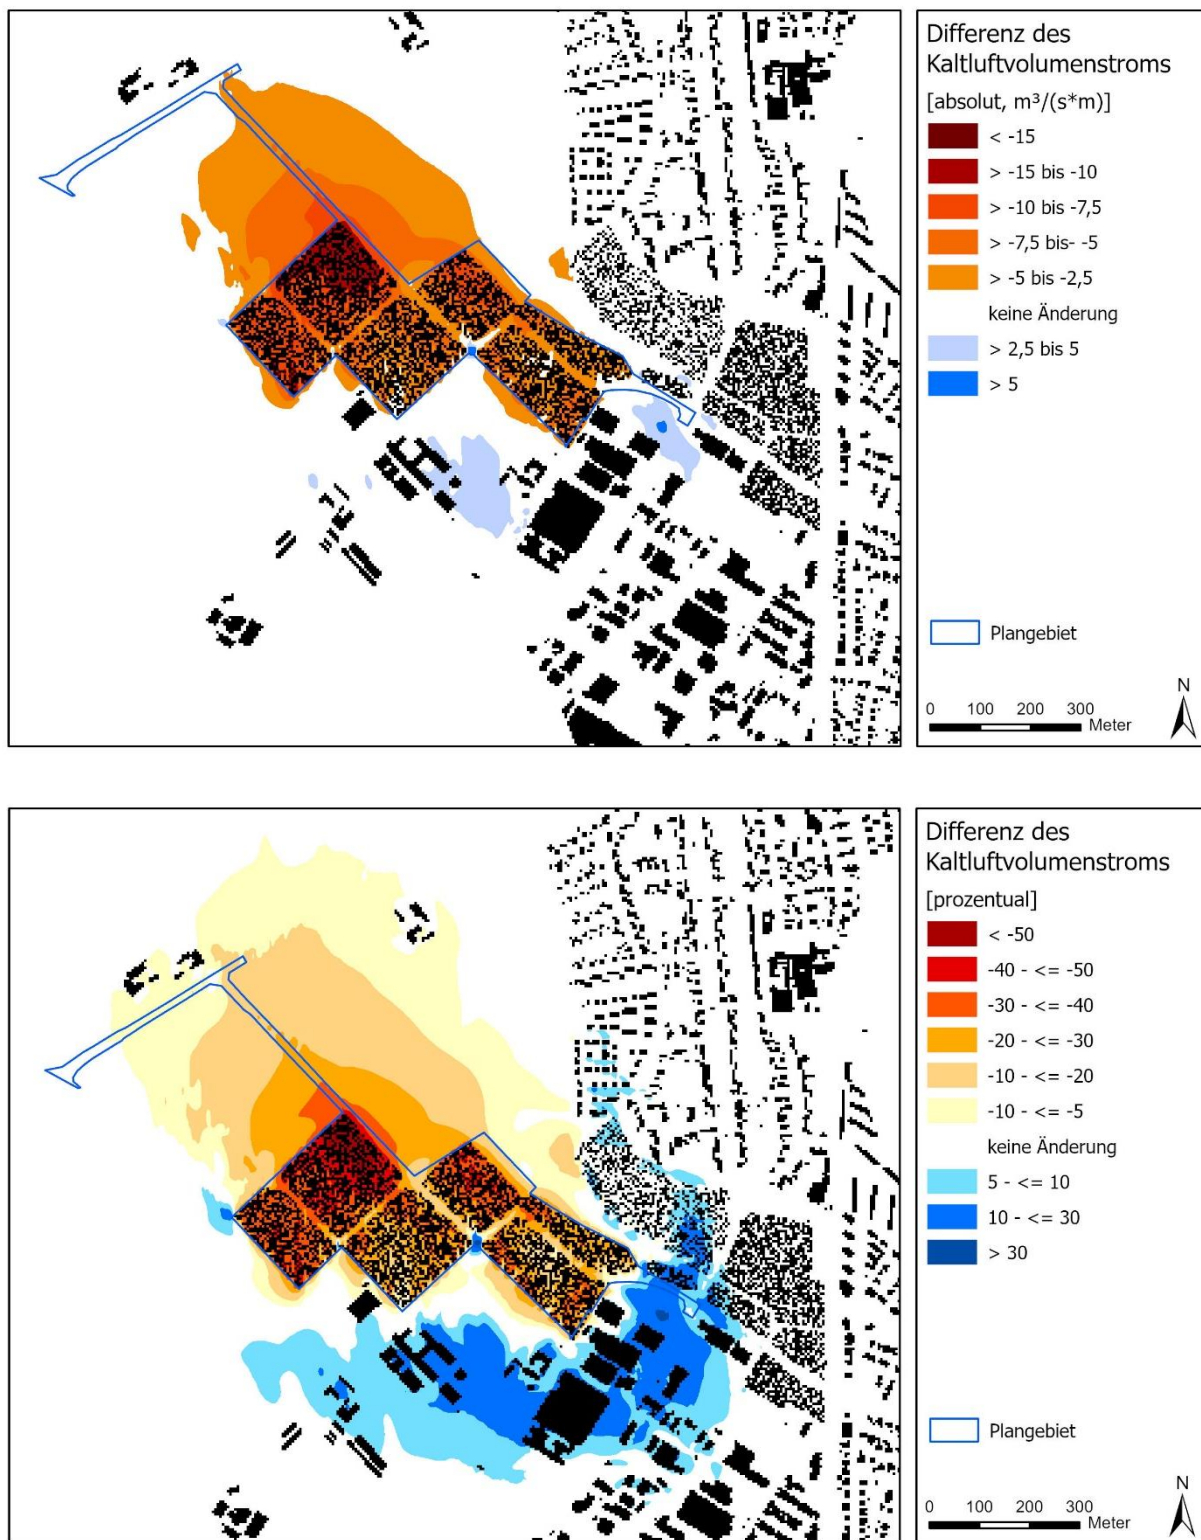 Differenz des
Kaltluftvolumenstroms
[absolut, m³/(s*m)]
< -15
> -15 bis -10
> -10 bis -7,5
> -7,5 bis- -5
> -5 bis -2,5
keine Änderung
> 2,5 bis 5
> 5
Plangebiet
N
0 100 200 300
Meter
Differenz des
Kaltluftvolumenstroms
[prozentual]
< -50
-40 - <= -50
-30 - <= -40
-20 - <= -30
-10 - <= -20
-10 - <= -5
keine Änderung
5 - <= 10
10 - <= 30
> 30
Plangebiet
N
0 100 200 300
Meter